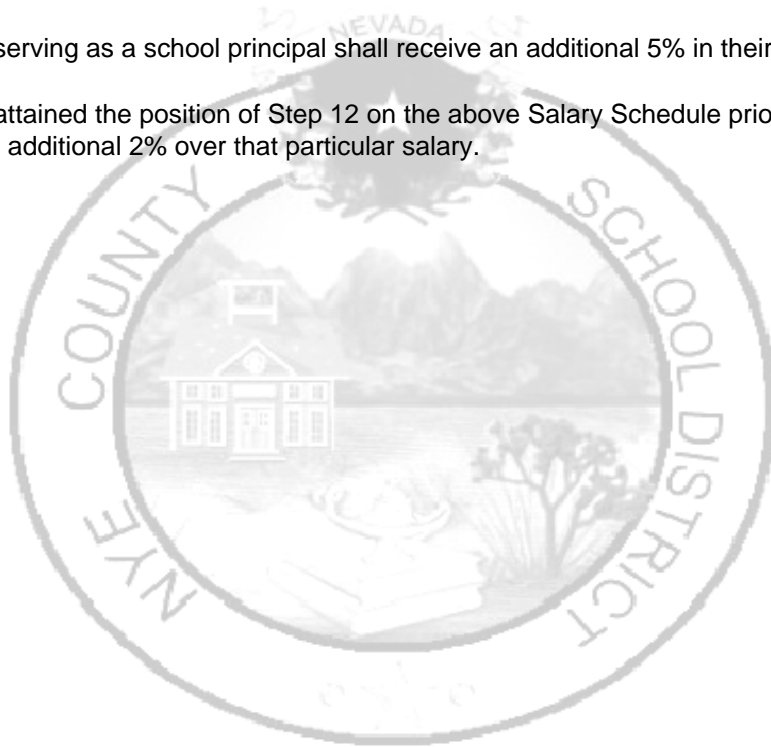 NEVADA
serving as a school principal shall receive an additional 5% in their
attained the position of Step 12 on the above Salary Schedule prio
additional 2% over that particular salary.
NYE COUNTY SCHOOL DISTRICT